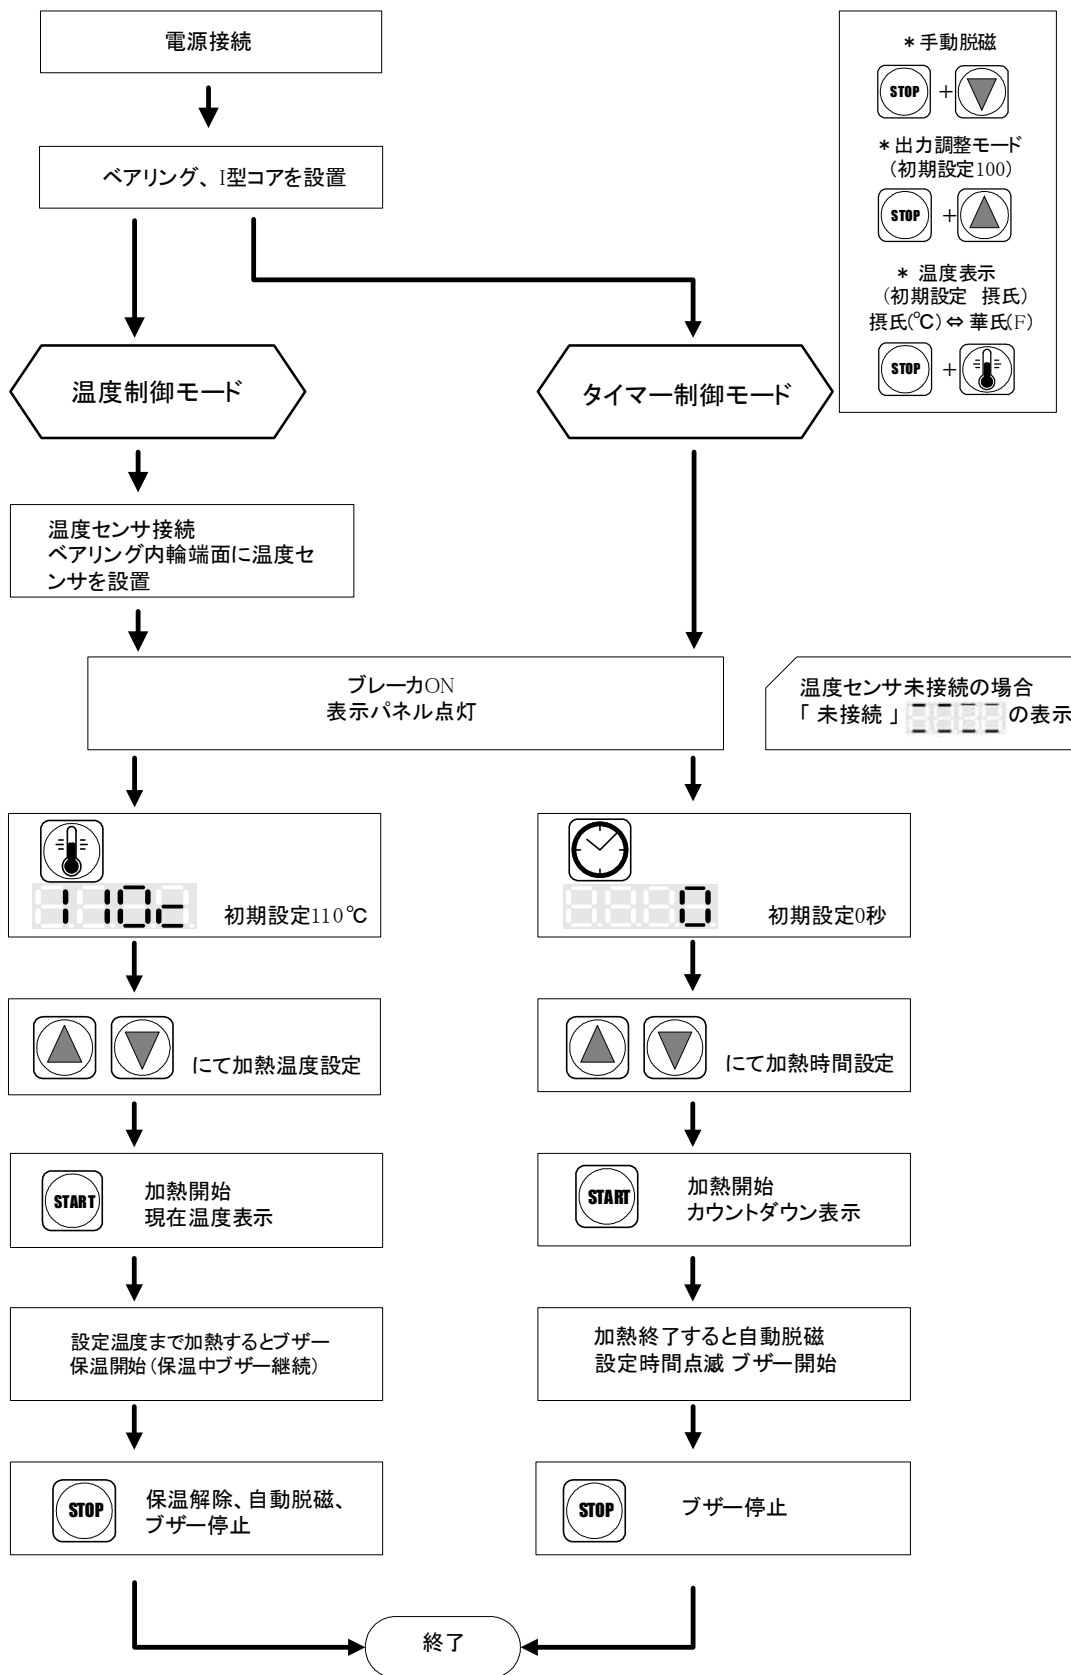 電源接続
ベアリング、I型コアを設置
*手動脱磁
STOP + 
*出力調整モード
(初期設定100)
STOP + 
* 温度表示
(初期設定 摂氏)
摂氏(℃)⇔華氏(F)
STOP + 
温度制御モード
タイマー制御モード
温度センサ接続
ベアリング内輪端面に温度セ
ンサを設置
ブレーカON
表示パネル点灯
温度センサ未接続の場合
「未接続」 の表示
110c 初期設定110℃
0 初期設定0秒
にて加熱温度設定
にて加熱時間設定
START
加熱開始
現在温度表示
START
加熱開始
カウントダウン表示
設定温度まで加熱するとブザー
保温開始(保温中ブザー継続)
加熱終了すると自動脱磁
設定時間点滅 ブザー開始
STOP
保温解除、自動脱磁、
ブザー停止
STOP
ブザー停止
終了